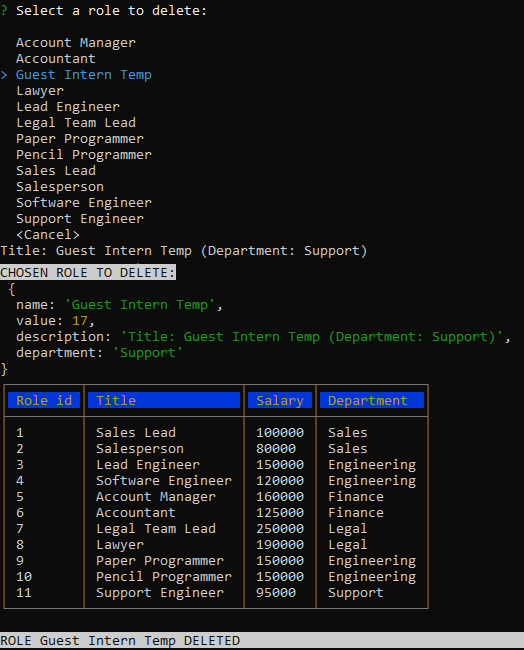 ? Select a role to delete:
Account Manager
Accountant
> Guest Intern Temp
Lawyer
Lead Engineer
Legal Team Lead
Paper Programmer
Pencil Programmer
Sales Lead
Salesperson
Software Engineer
Support Engineer
<Cancel>
Title: Guest Intern Temp (Department: Support)
CHOSEN ROLE TO DELETE:
{
name: 'Guest Intern Temp',
value: 17,
description: 'Title: Guest Intern Temp (Department: Support)',
department: 'Support'
}
Role id Title Salary Department
1 Sales Lead 100000 Sales
2 Salesperson 80000 Sales
3 Lead Engineer 150000 Engineering
4 Software Engineer 120000 Engineering
5 Account Manager 160000 Finance
6 Accountant 125000 Finance
7 Legal Team Lead 250000 Legal
8 Lawyer 190000 Legal
9 Paper Programmer 150000 Engineering
10 Pencil Programmer 150000 Engineering
11 Support Engineer 95000 Support
ROLE Guest Intern Temp DELETED